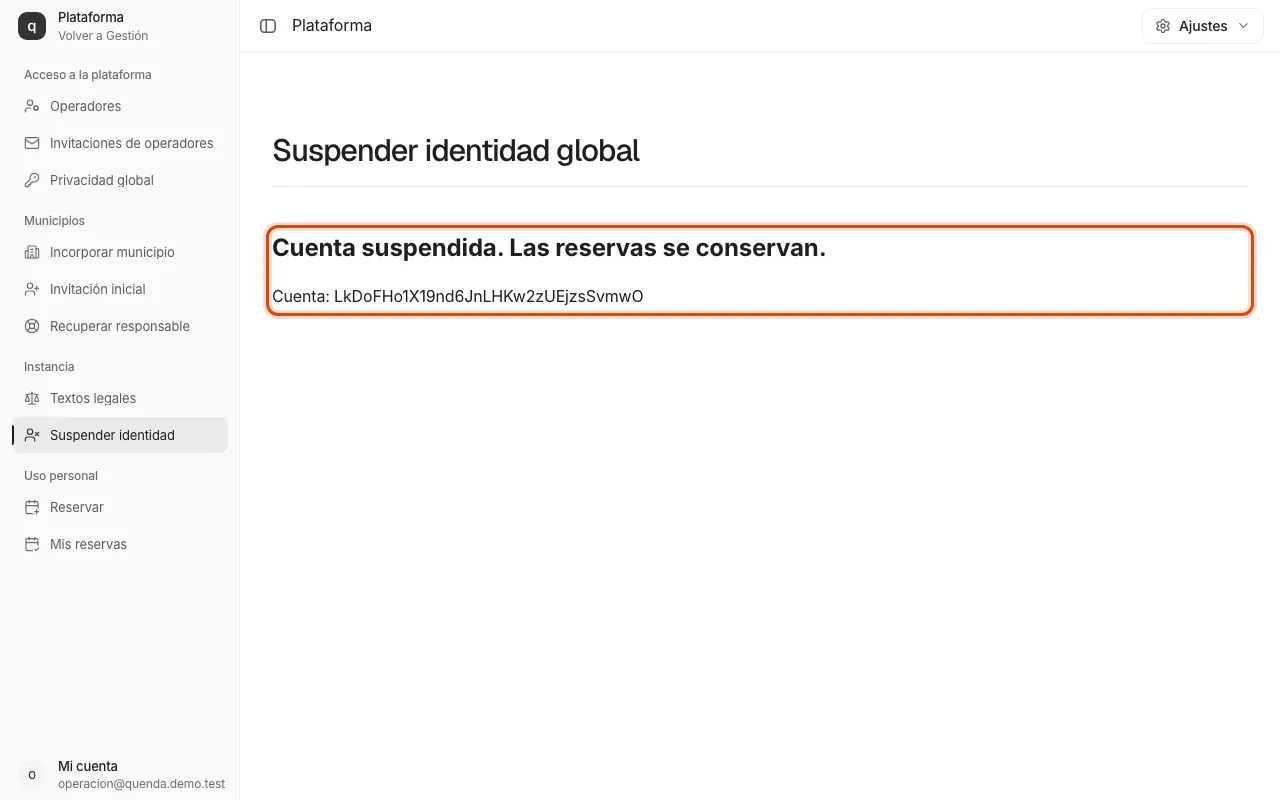 q
Plataforma
Volver a Gestión
Acceso a la plataforma
Operadores
Invitaciones de operadores
Privacidad global
Municipios
Incorporar municipio
Invitación inicial
Recuperar responsable
Instancia
Textos legales
Suspender identidad
Uso personal
Reservar
Mis reservas
O
Mi cuenta
operacion@quenda.demo.test
Plataforma
Ajustes
Suspender identidad global
Cuenta suspendida. Las reservas se conservan.
Cuenta: LkDoFHo1X19nd6JnLHKw2zUEjzsSvmwO